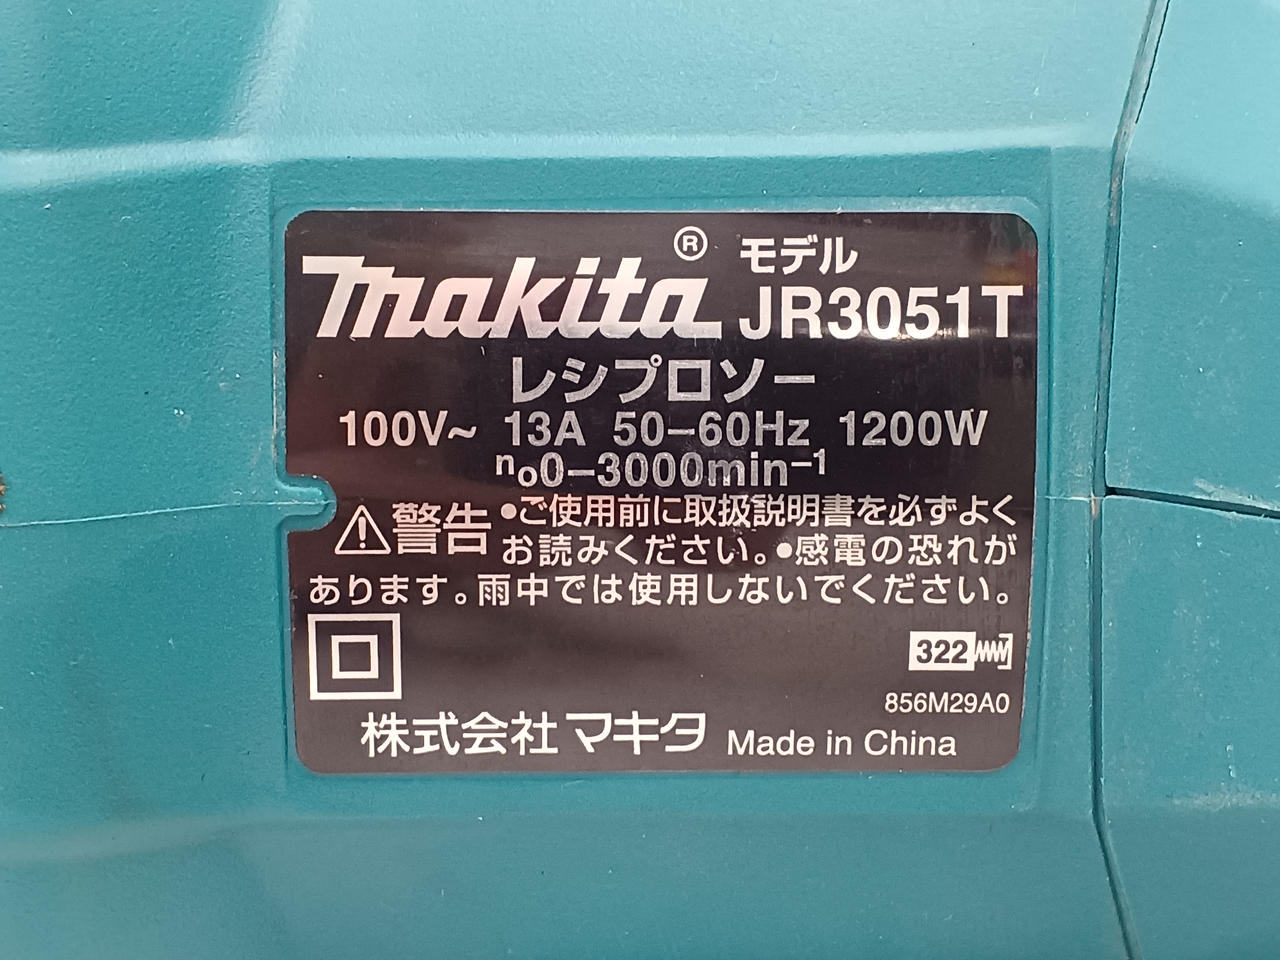 makita® モデル
JR3051T
レシプロソー
100V~ 13A 50-60Hz 1200W
no0-3000min-1
⚠警告 •ご使用前に取扱説明書を必ずよく
お読みください。•感電の恐れが
あります。雨中では使用しないでください。
322
856M29A0
株式会社マキタ Made in China